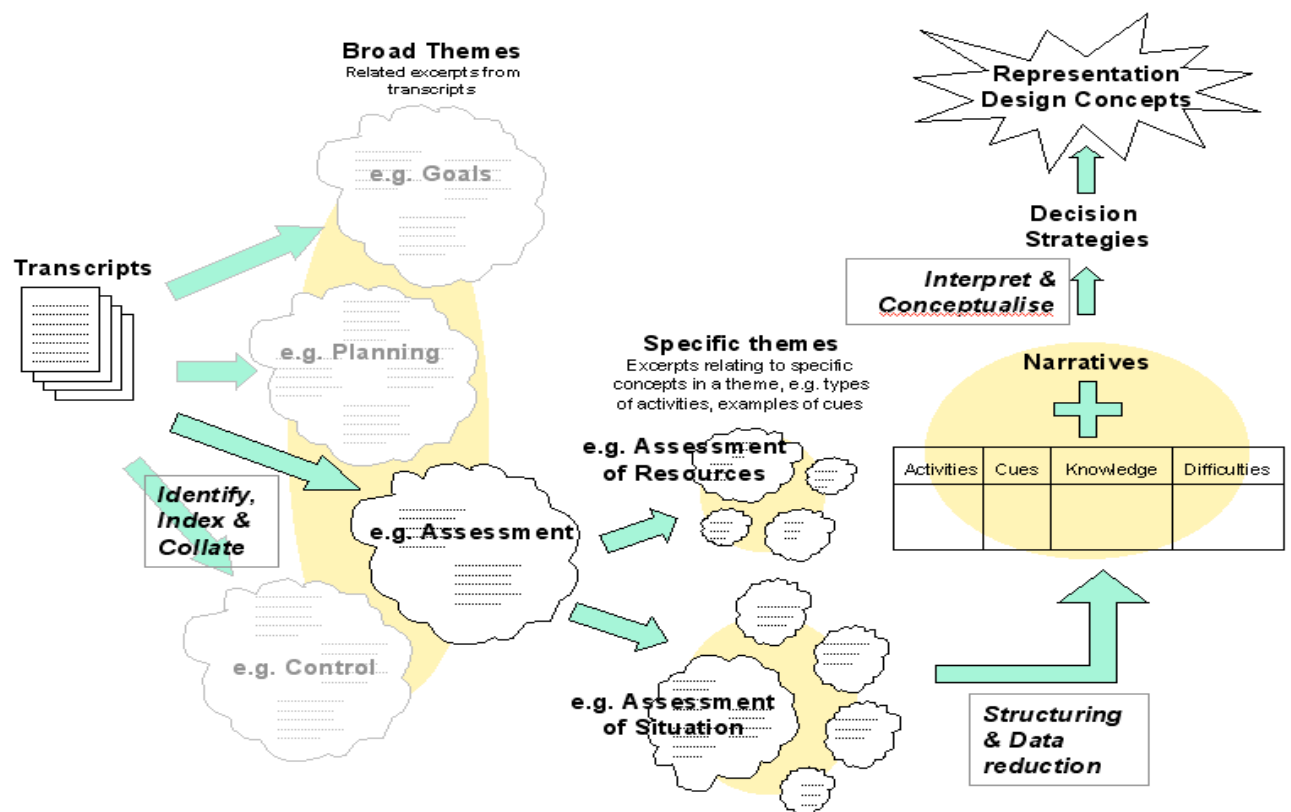 Broad Themes
Related excerpts from
transcripts
e.g. Goals
Transcripts
e.g. Planning
Identify,
Index &
Collate
e.g. Assessment
e.g. Control
Specific themes
Excerpts relating to specific
concepts in a theme, e.g. types
of activities, examples of cues
e.g. Assessment
of Resources
e.g. Assessment
of Situation
Representation
Design Concepts
Decision
Strategies
Interpret &
Conceptualise
Narratives
Activities Cues Knowledge Difficulties
Structuring
& Data
reduction